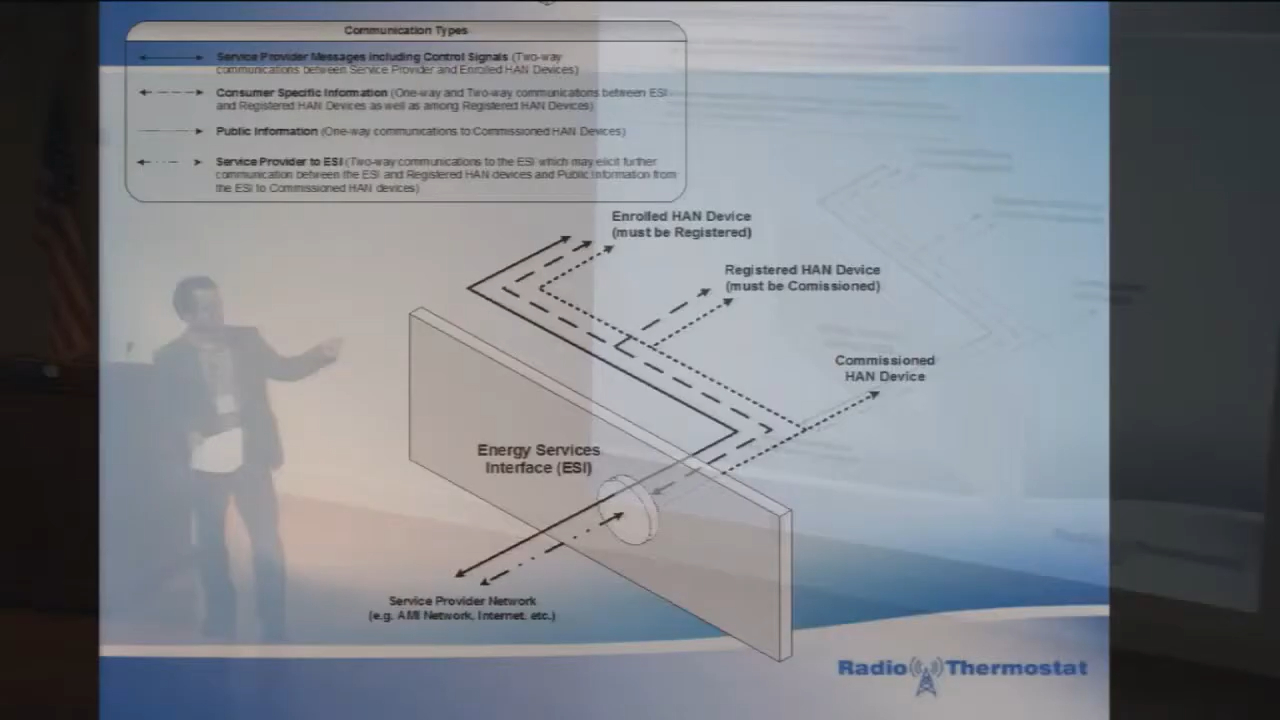 Communication Types
Service Provider Messages Including Control Signals (Two-way
communications between Service Provider and Enrolled HAN Devices)
Consumer Specific Information (One-way and Two-way communications between ESI
and Registered HAN Devices as well as among Registered HAN Devices)
Public Information (One-way communications to Commissioned HAN Devices)
Service Provider to ESI (Two-way communications to the ESI which may elicit further
communication between the ESI and Registered HAN devices and Public Information from
the ESI to Commissioned HAN devices)
Enrolled HAN Device
(must be Registered)
Registered HAN Device
(must be Comissioned)
Commissioned
HAN Device
Energy Services
Interface (ESI)
Service Provider Network
(e.g. AMI Network, Internet, etc.)
Radio Thermostat